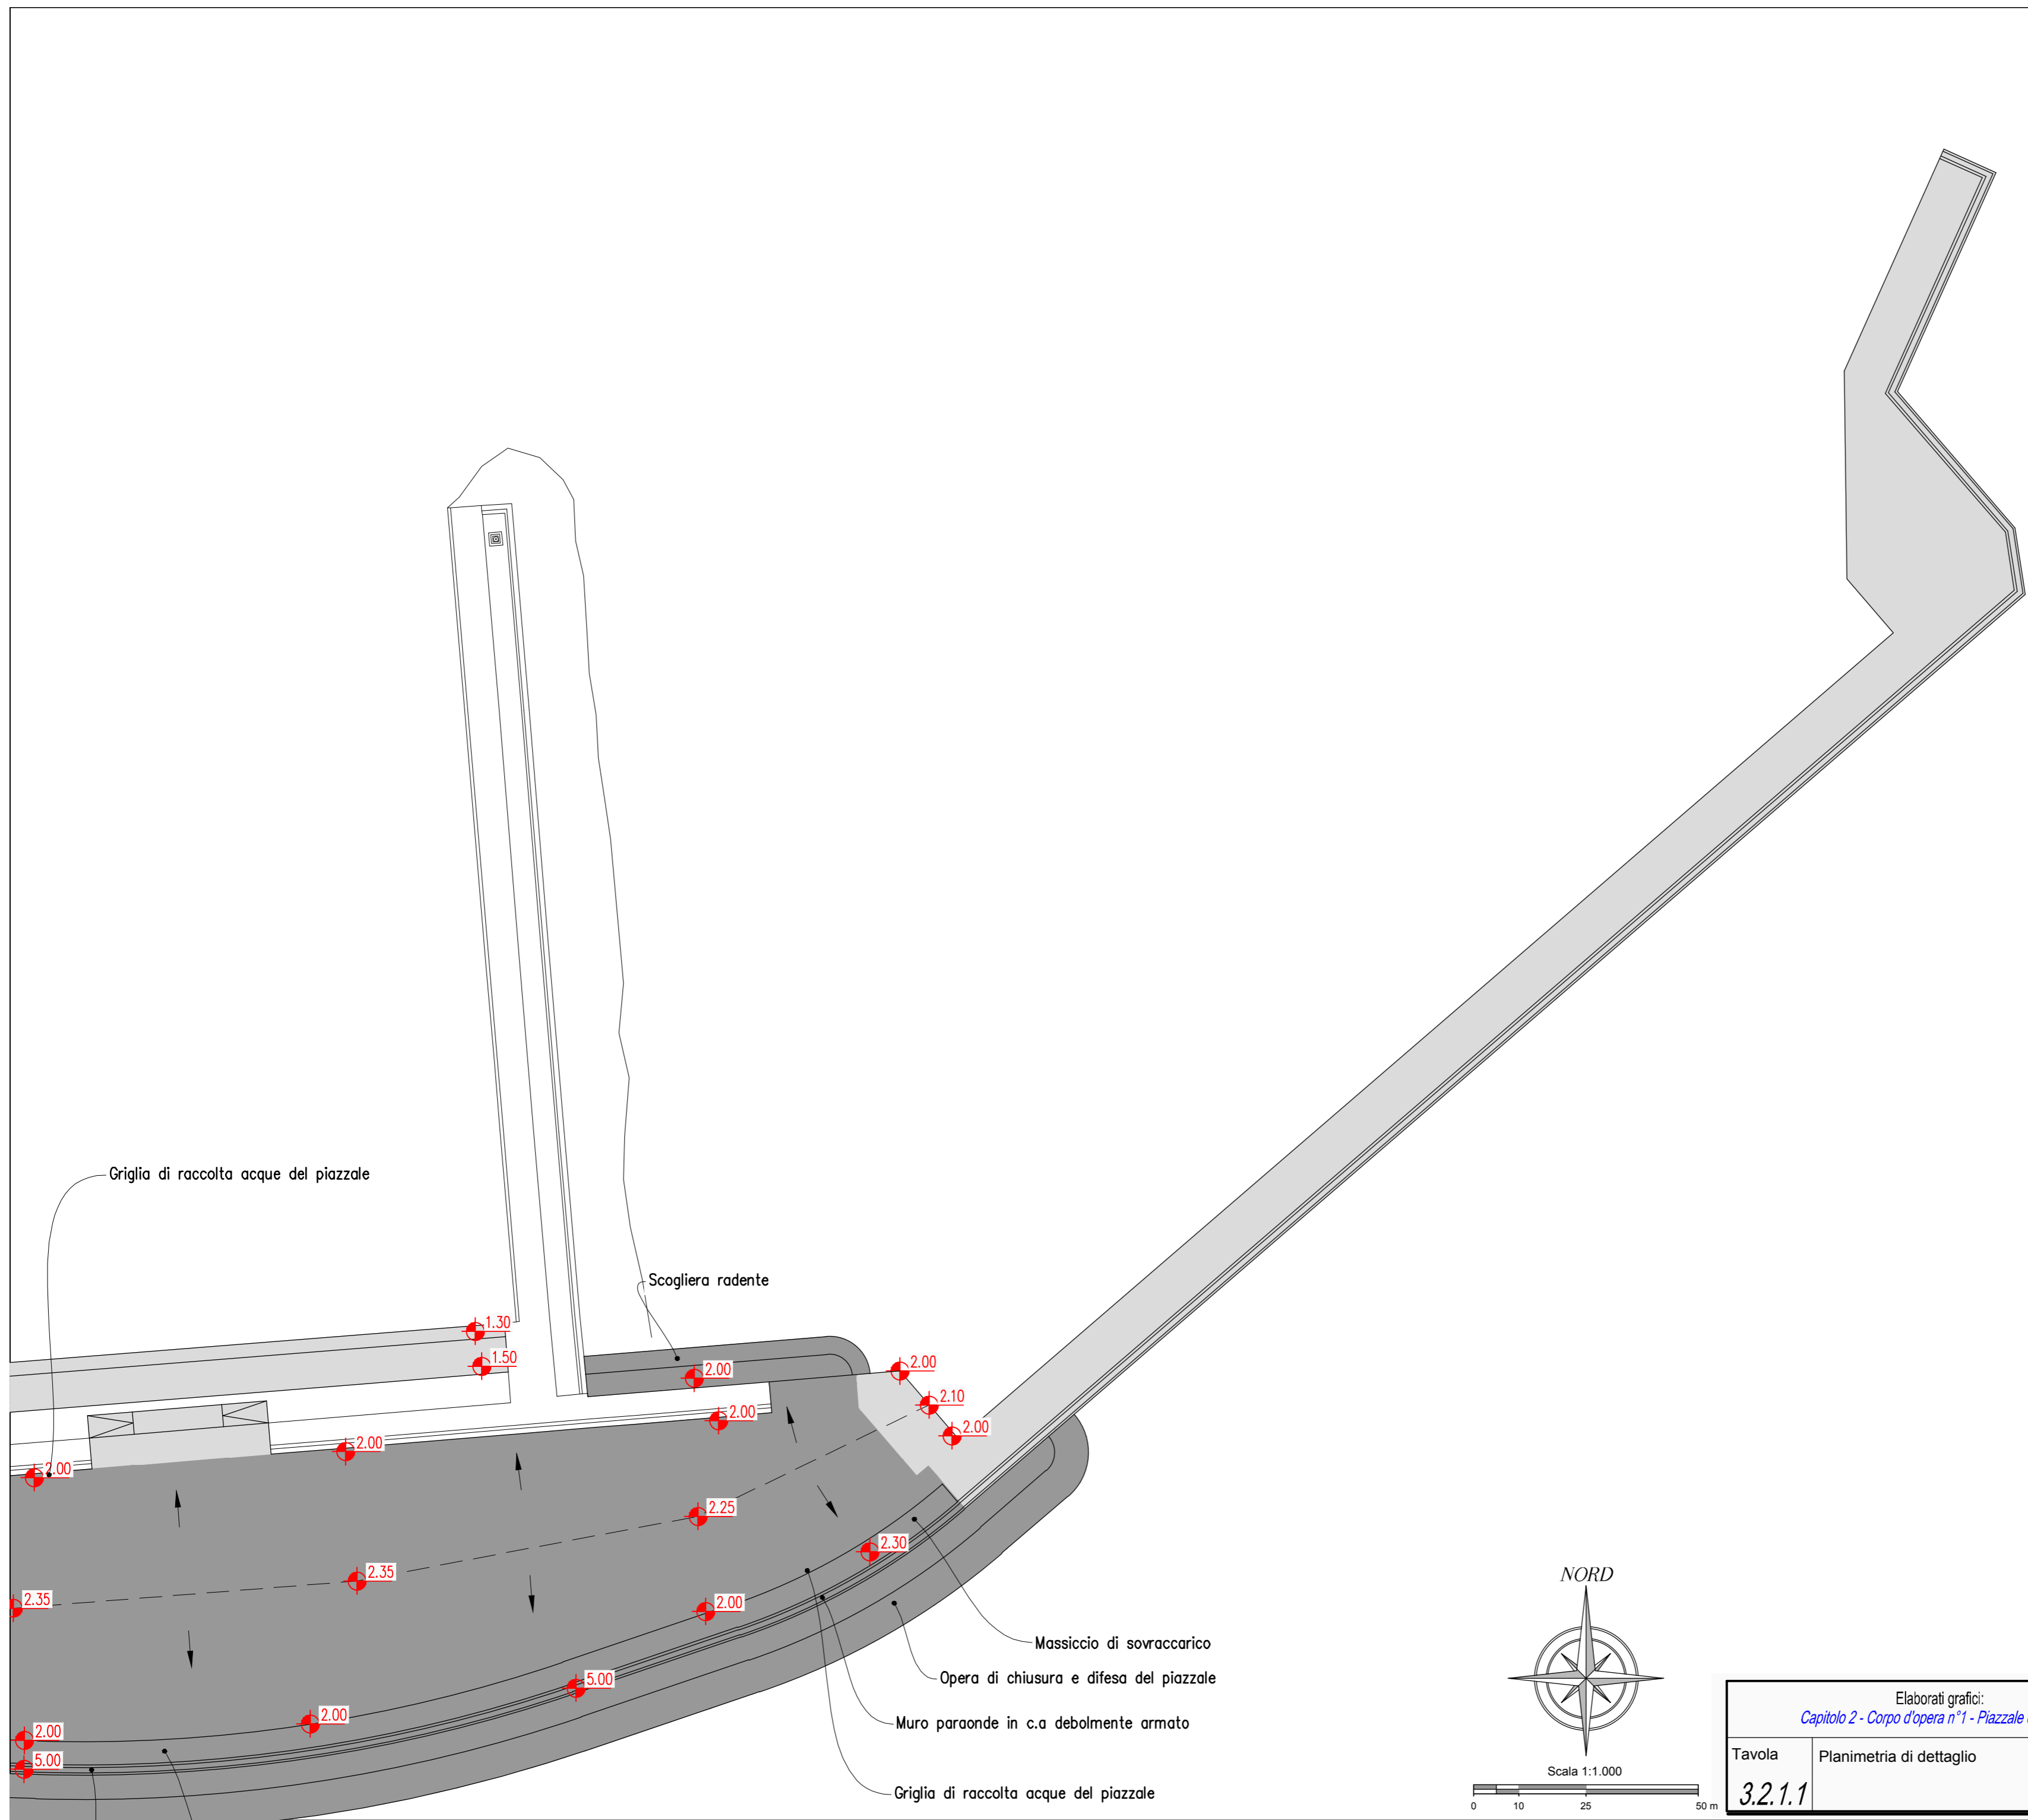 Griglia di raccolta acque del piazzale
Scogliera radente
1.30
1.50
2.00
2.00
2.10
2.00
2.00
2.00
2.00
2.25
2.30
2.35
2.35
2.00
5.00
2.00
2.00
5.00
Massiccio di sovraccarico
Opera di chiusura e difesa del piazzale
Muro paraonde in c.a debolmente armato
Griglia di raccolta acque del piazzale
NORD
Scala 1:1.000
0 10 25 50 m
Elaborati grafici:
Capitolo 2 - Corpo d'opera n°1 - Piazzale
Tavola
Planimetria di dettaglio
3.2.1.1